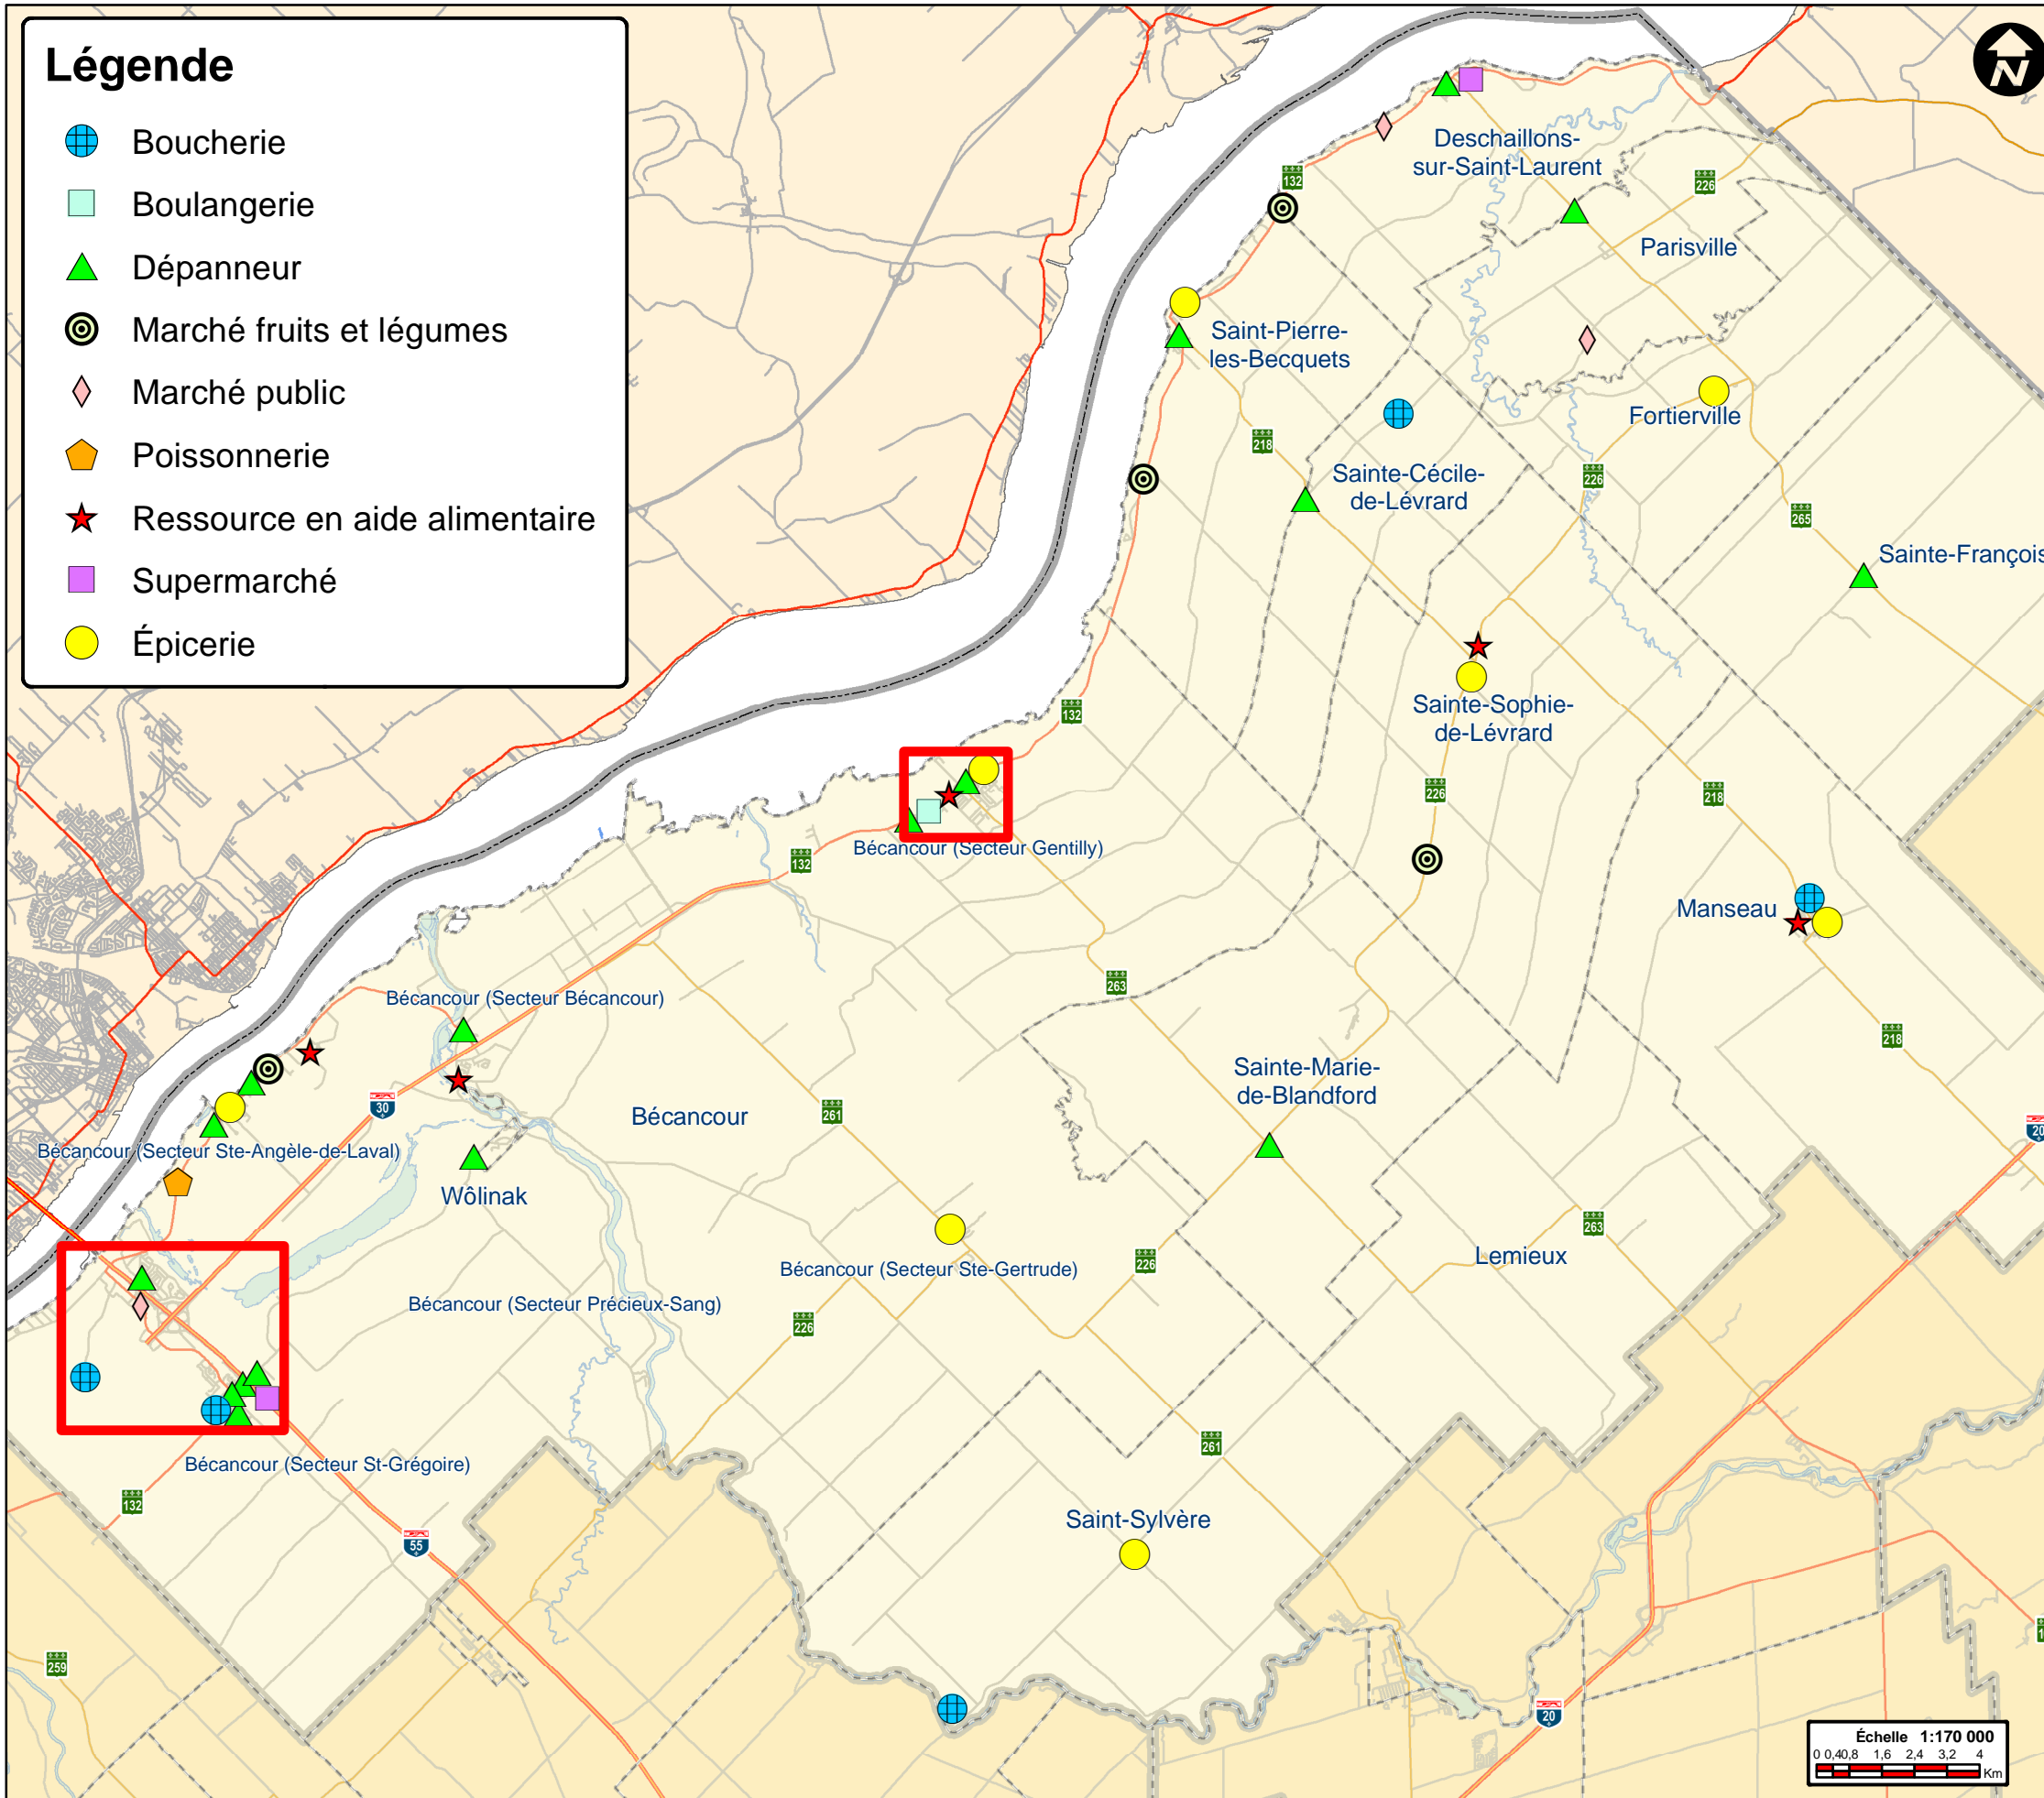 Légende
Boucherie
Boulangerie
Dépanneur
Marché fruits et légumes
Marché public
Poissonnerie
Ressource en aide alimentaire
Supermarché
Épicerie
N
Deschaillons-
sur-Saint-Laurent
132
226
Parisville
Saint-Pierre-
les-Becquets
Fortierville
218
Sainte-Cécile-
de-Lévrard
226
265
Sainte-François
Sainte-Sophie-
de-Lévrard
132
226
218
Bécancour (Secteur Gentilly)
132
Manseau
263
Bécancour (Secteur Bécancour)
218
Sainte-Marie-
de-Blandford
30
Bécancour
261
20
Bécancour (Secteur Ste-Angèle-de-Laval)
Wôlinak
263
Lemieux
226
Bécancour (Secteur Ste-Gertrude)
Bécancour (Secteur Précieux-Sang)
226
261
Bécancour (Secteur St-Grégoire)
132
Saint-Sylvère
55
259
20
Échelle 1:170 000
0 0,40,8 1,6 2,4 3,2 4
Km